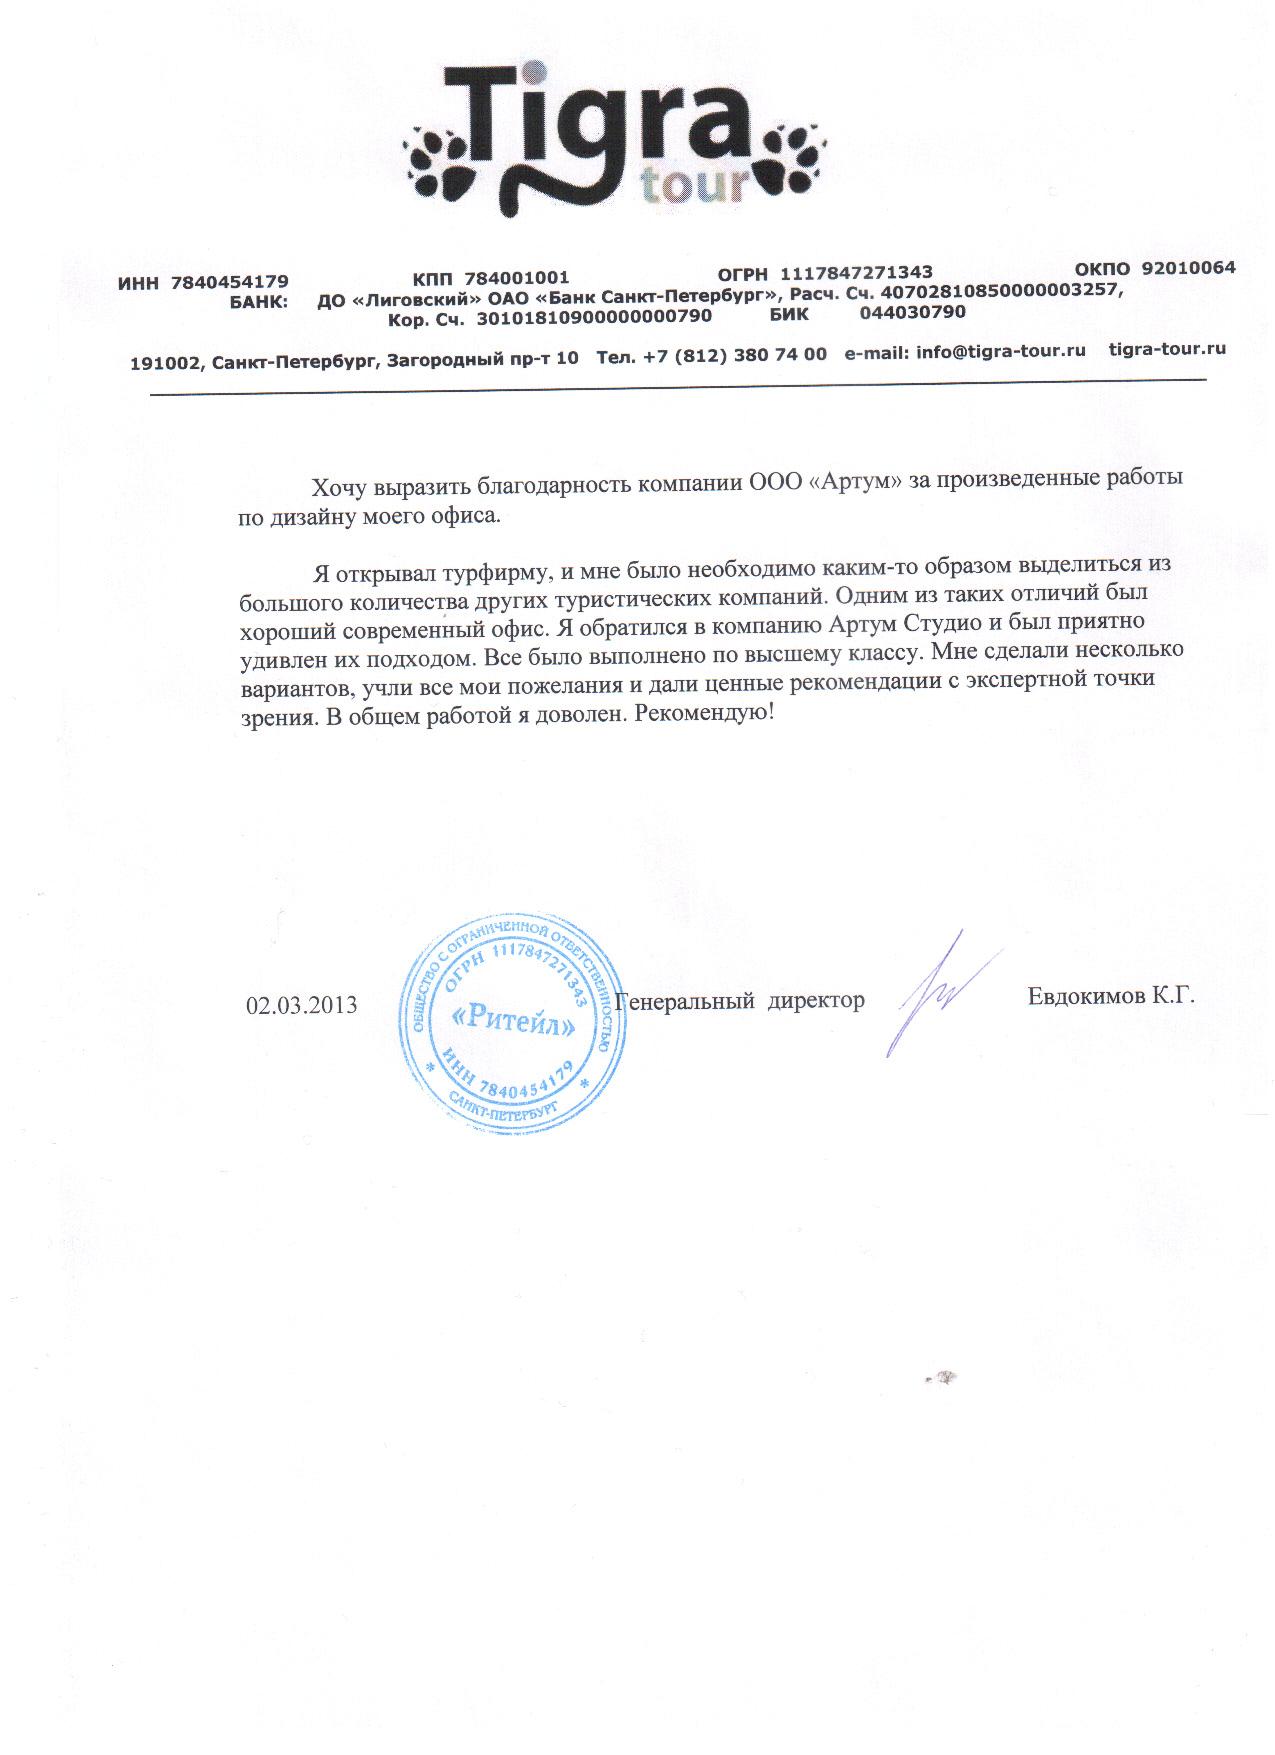 Tigra
tour
ИНН 7840454179 КПП 784001001 ОГРН 1117847271343 ОКПО 92010064
БАНК: ДО «Лиговский» ОАО «Банк Санкт-Петербург», Расч. Сч. 40702810850000003257,
Кор. Сч. 30101810900000000790 БИК 044030790
191002, Санкт-Петербург, Загородный пр-т 10 Тел. +7 (812) 380 74 00 e-mail: info@tigra-tour.ru tigra-tour.ru
Хочу выразить благодарность компании ООО «Артум» за произведенные работы
по дизайну моего офиса.
Я открывал турфирму, и мне было необходимо каким-то образом выделиться из
большого количества других туристических компаний. Одним из таких отличий был
хороший современный офис. Я обратился в компанию Артум Студио и был приятно
удивлен их подходом. Все было выполнено по высшему классу. Мне сделали несколько
вариантов, учли все мои пожелания и дали ценные рекомендации с экспертной точки
зрения. В общем работой я доволен. Рекомендую!
02.03.2013 Генеральный директор Евдокимов К.Г.
ОБЩЕСТВО С ОГРАНИЧЕННОЙ ОТВЕТСТВЕННОСТЬЮ
ОГРН 1117847271343
«Ритейл»
ИНН 7840454179
* САНКТ-ПЕТЕРБУРГ *